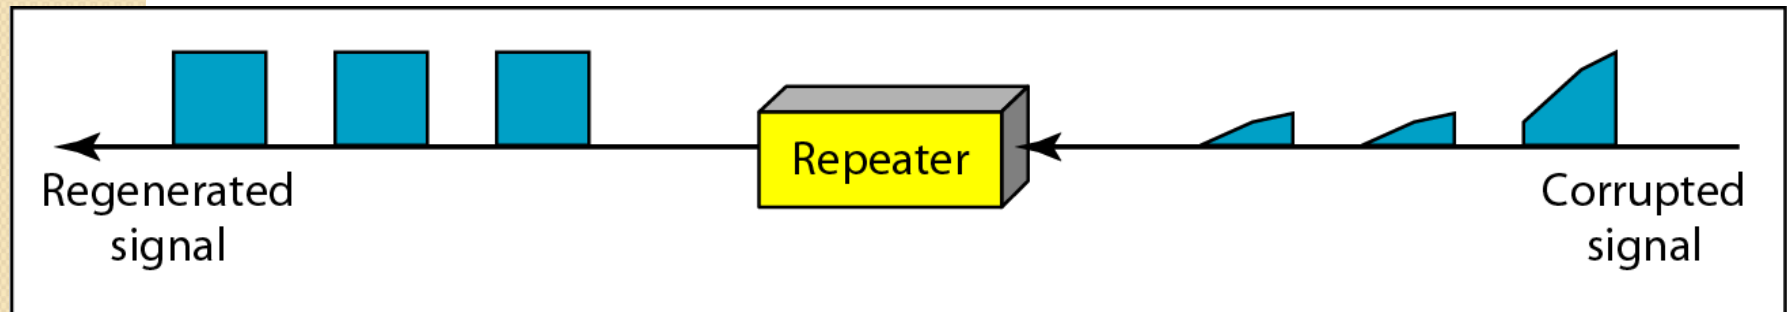 Repeater
Regenerated
signal
Corrupted
signal